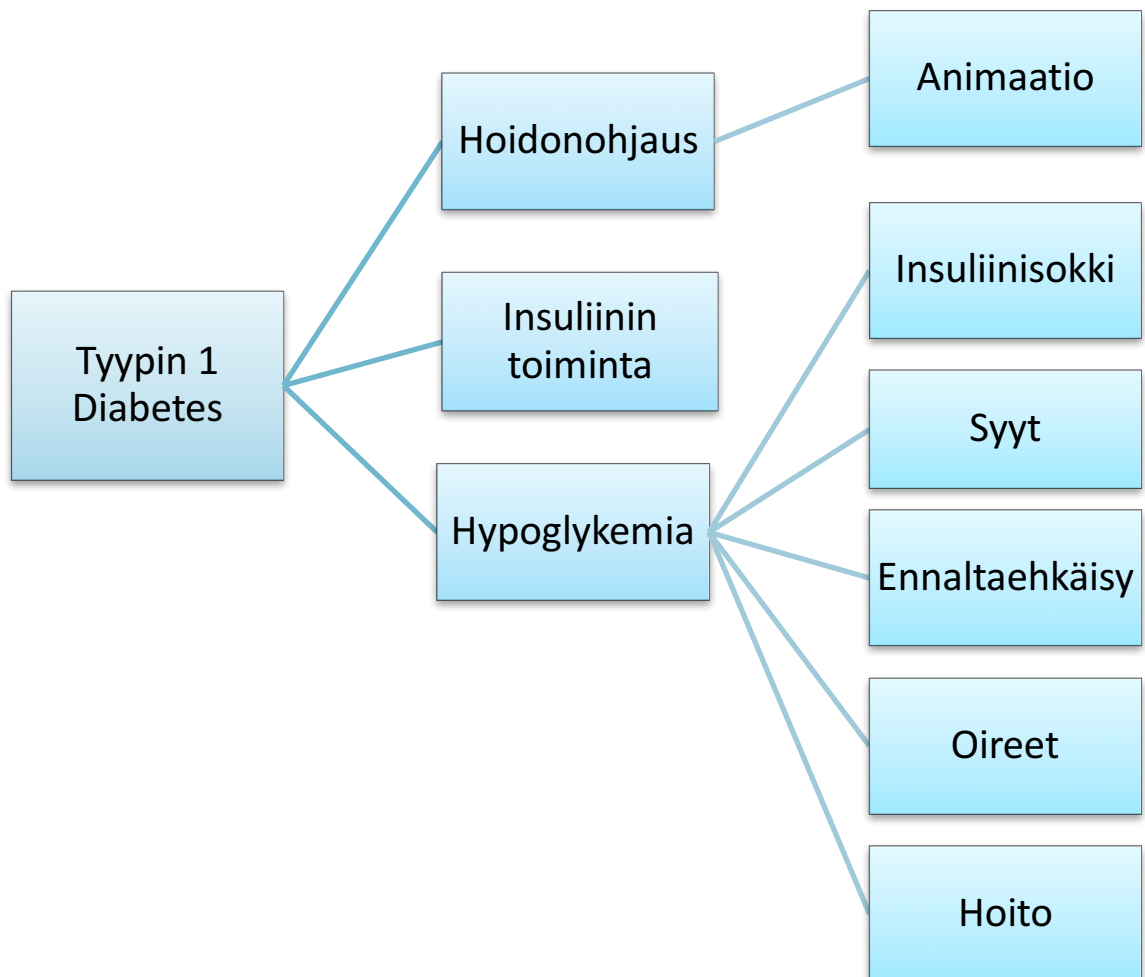 Tyypin 1
Diabetes
Hoidonohjaus
Insuliinin
toiminta
Hypoglykemia
Animaatio
Insuliinisokki
Syyt
Ennaltaehkäisy
Oireet
Hoito